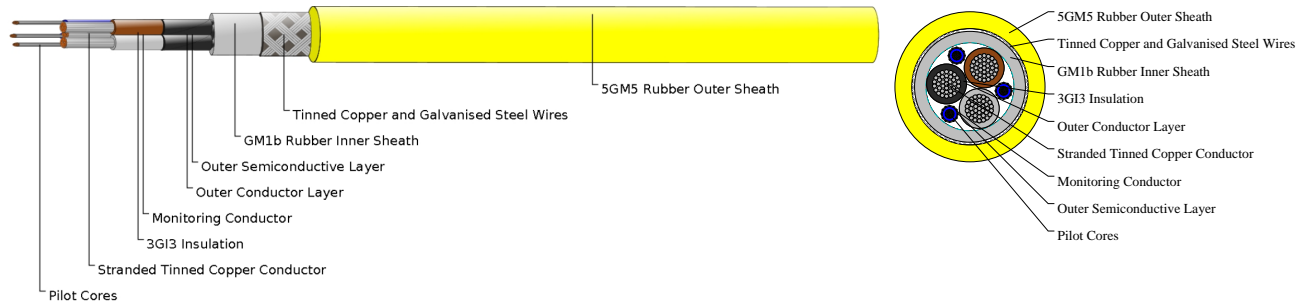 5GM5 Rubber Outer Sheath
Tinned Copper and Galvanised Steel Wires
GM1b Rubber Inner Sheath
Outer Semiconductive Layer
Outer Conductor Layer
Monitoring Conductor
3GI3 Insulation
Stranded Tinned Copper Conductor
Pilot Cores
5GM5 Rubber Outer Sheath
Tinned Copper and Galvanised Steel Wires
GM1b Rubber Inner Sheath
3GI3 Insulation
Outer Conductor Layer
Stranded Tinned Copper Conductor
Monitoring Conductor
Outer Semiconductive Layer
Pilot Cores